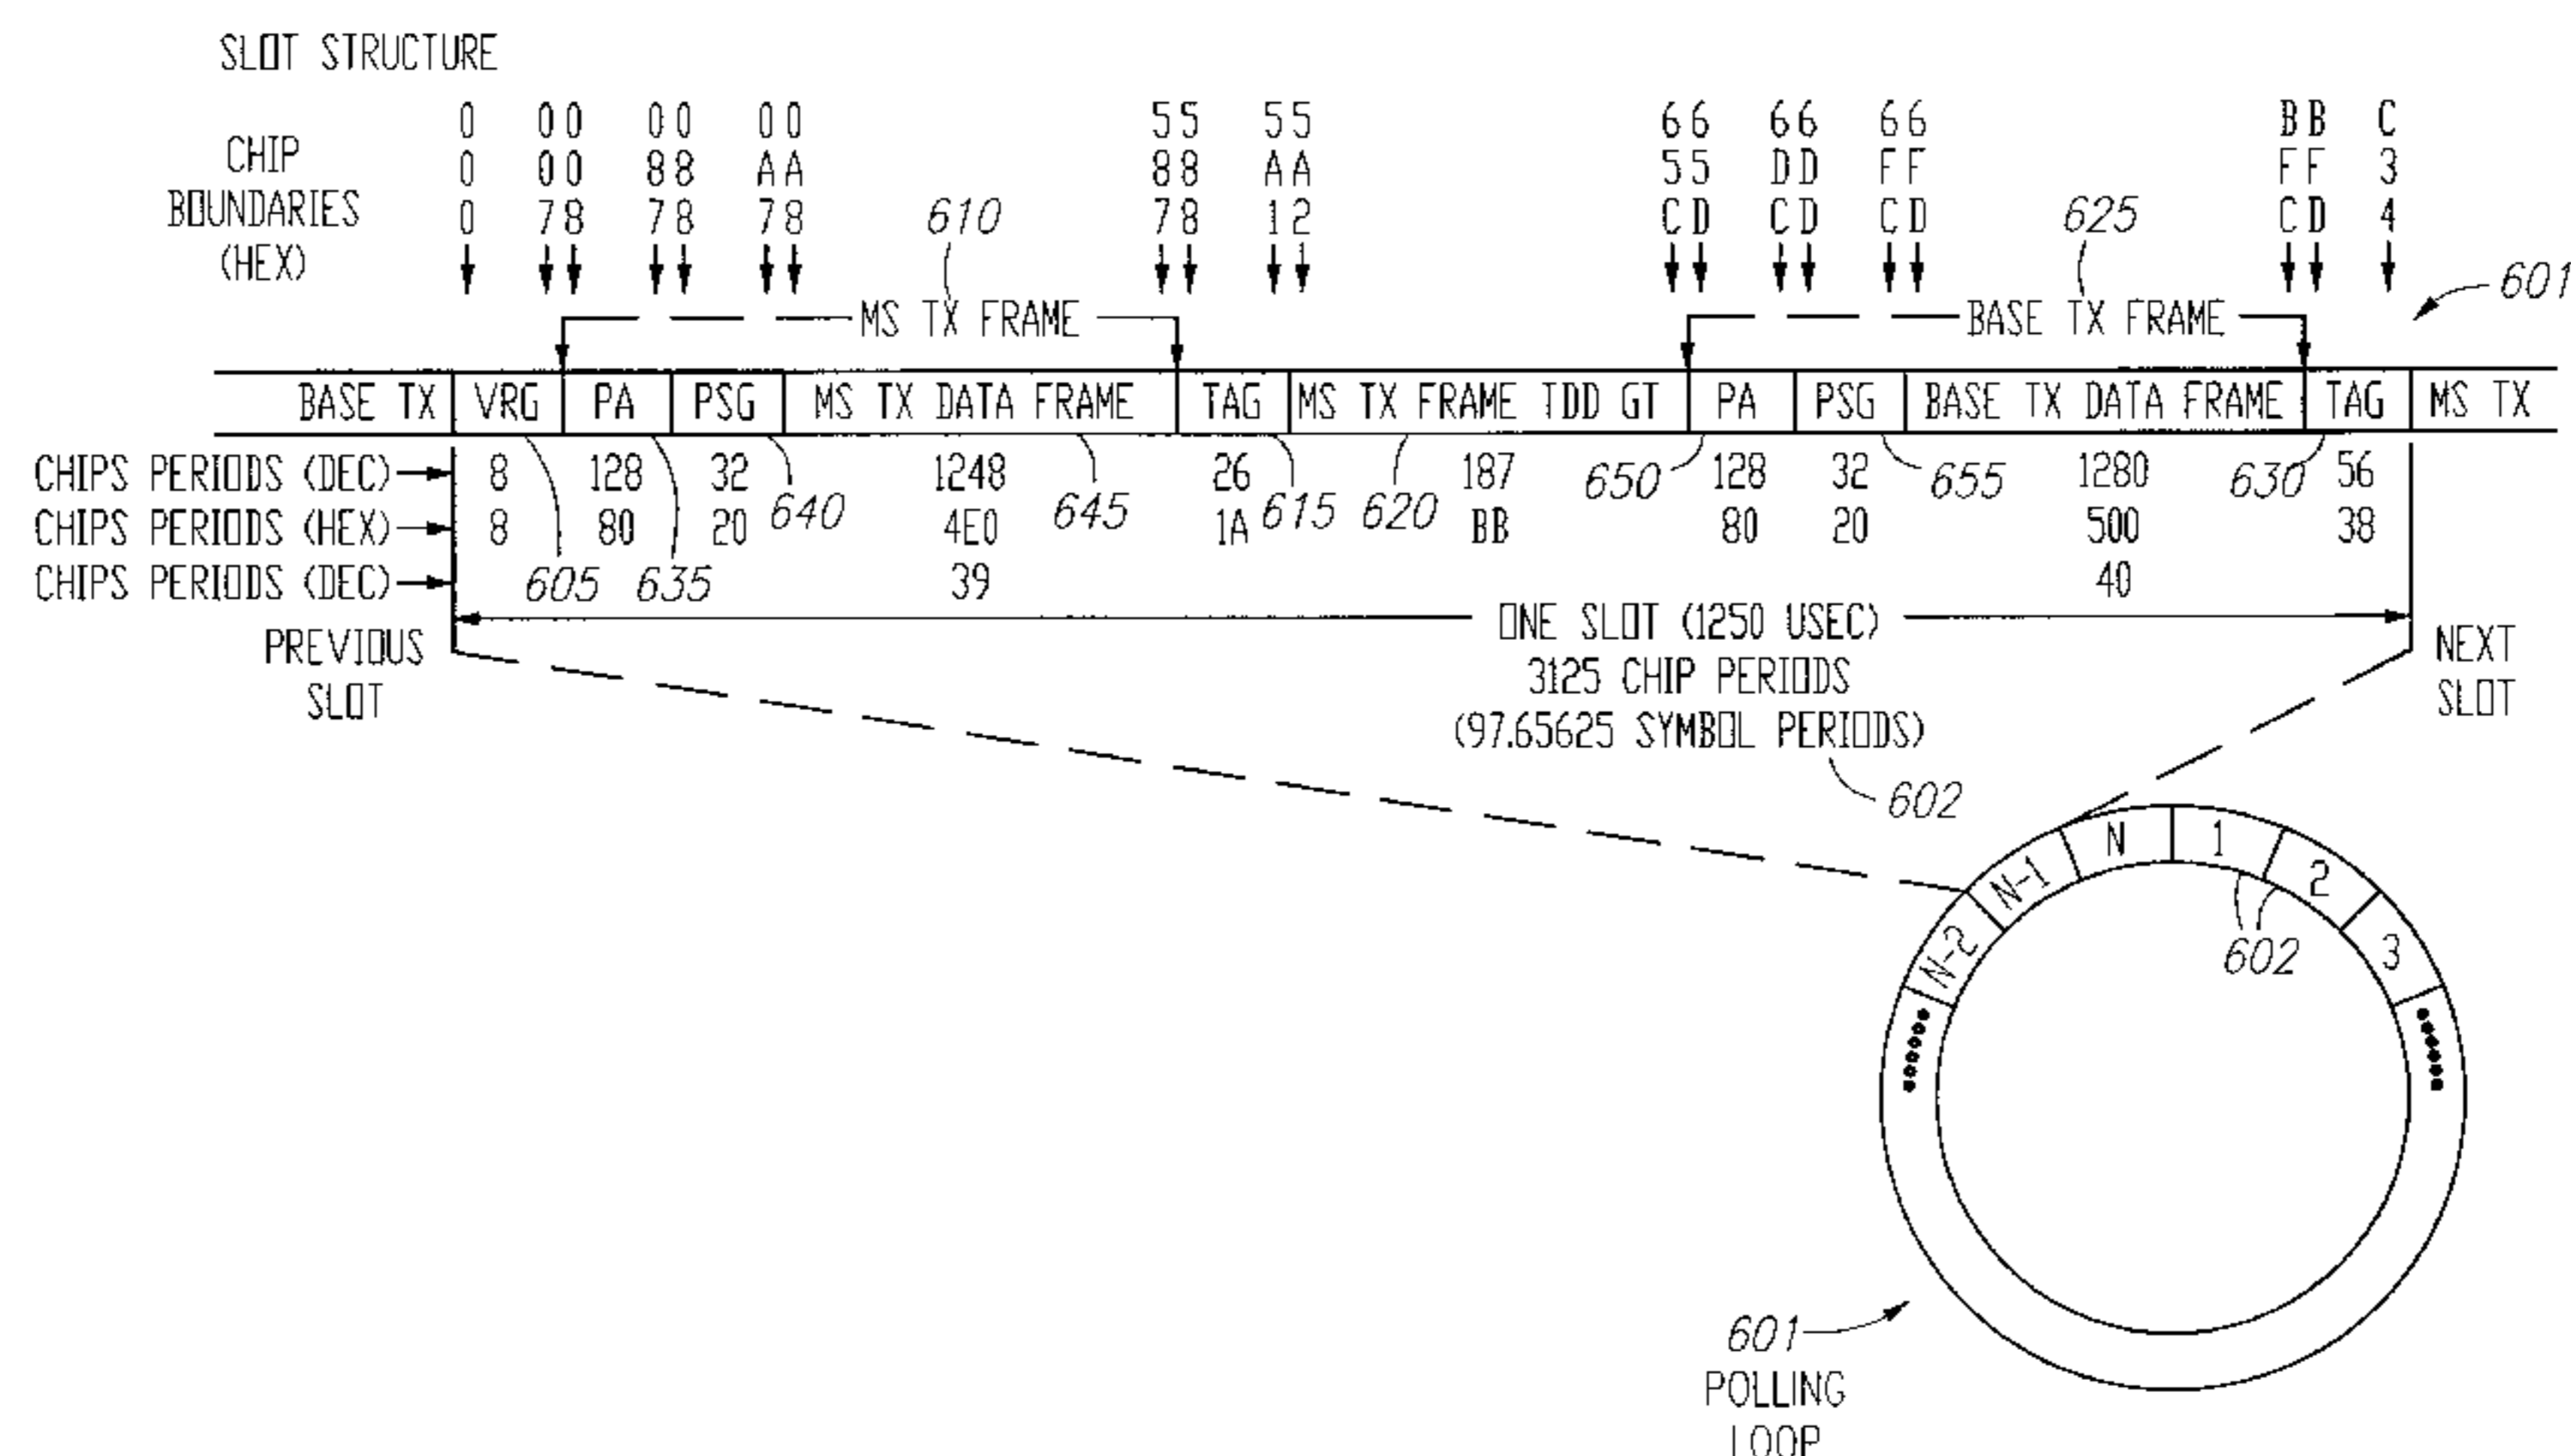 SLOT STRUCTURE
CHIP BOUNDARIES (HEX)
0 00 00 00 55 55 66 66 66 BB C
0 00 88 AA 88 AA 55 DD FF FF 3
0 78 78 78 78 12 CD CD CD CD 4
610
625
601
MS TX FRAME
BASE TX FRAME
BASE TX VRG PA PSG MS TX DATA FRAME TAG MS TX FRAME TDD GT PA PSG BASE TX DATA FRAME TAG MS TX
CHIPS PERIODS (DEC) 8 128 32 1248 26 187 128 32 1280 56
640 645 615 620 650 655 630
CHIPS PERIODS (HEX) 8 80 20 4E0 1A BB 80 20 500 38
CHIPS PERIODS (DEC) 39 40
605 635
ONE SLOT (1250 USEC)
3125 CHIP PERIODS
(97.65625 SYMBOL PERIODS)
PREVIOUS
SLOT
NEXT
SLOT
602
N-2 N-1 N 1 2 3
602
601
POLLING
LOOP